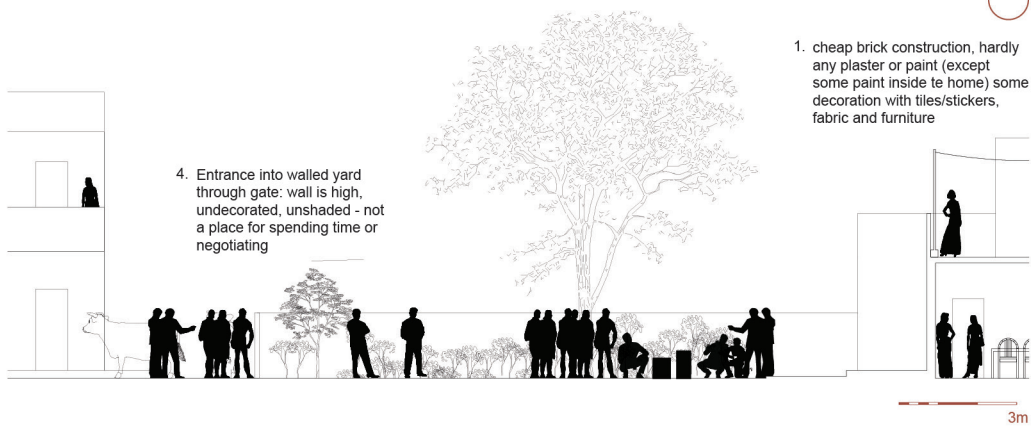 1. cheap brick construction, hardly
any plaster or paint (except
some paint inside te home) some
decoration with tiles/stickers,
fabric and furniture
4. Entrance into walled yard
through gate: wall is high,
undecorated, unshaded - not
a place for spending time or
negotiating
3m